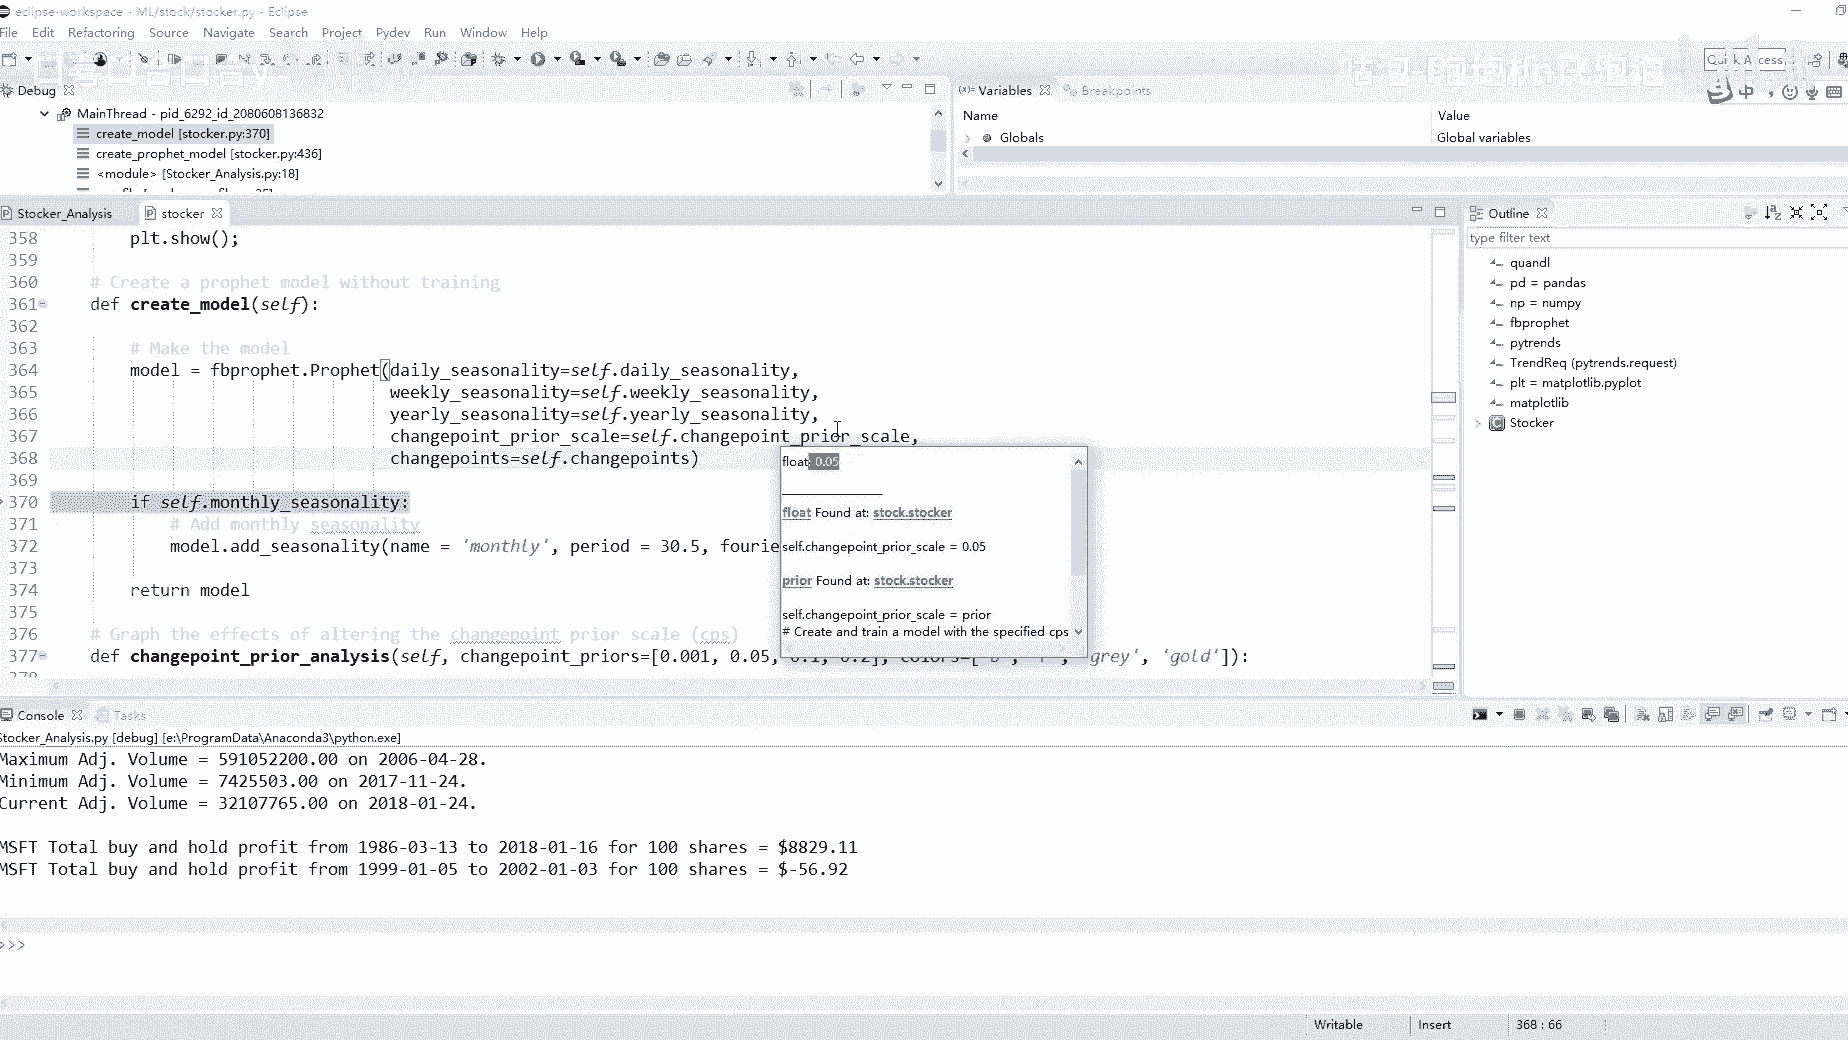 eclipse-workspace - ML/stock/stocker.py - Eclipse
File Edit Refactoring Source Navigate Search Project Pydev Run Window Help
Quick Access
Debug
(x)= Variables Breakpoints
中
MainThread - pid_6292_id_2080608136832
create_model [stocker.py:370]
create_prophet_model [stocker.py:436]
<module> [Stocker_Analysis.py:18]
Name Value
Globals Global variables
Stocker_Analysis stocker
358 plt.show();
359
360 # Create a prophet model without training
361 def create_model(self):
362
363 # Make the model
364 model = fbprophet.Prophet(daily_seasonality=self.daily_seasonality,
365 weekly_seasonality=self.weekly_seasonality,
366 yearly_seasonality=self.yearly_seasonality,
367 changepoint_prior_scale=self.changepoint_prior_scale,
368 changepoints=self.changepoints)
369
370 if self.monthly_seasonality:
371 # Add monthly seasonality
372 model.add_seasonality(name = 'monthly', period = 30.5, fourie
373
374 return model
375
376 # Graph the effects of altering the changepoint prior scale (cps)
377 def changepoint_prior_analysis(self, changepoint_priors=[0.001, 0.05, 0.1, 0.2], colors=['b', 'r', 'grey', 'gold']):
float: 0.05
float Found at: stock.stocker
self.changepoint_prior_scale = 0.05
prior Found at: stock.stocker
self.changepoint_prior_scale = prior
# Create and train a model with the specified cps
Outline
type filter text
quandl
pd = pandas
np = numpy
fbprophet
pytrends
TrendReq (pytrends.request)
plt = matplotlib.pyplot
matplotlib
Stocker
Console Tasks
Stocker_Analysis.py [debug] [e:\ProgramData\Anaconda3\python.exe]
Maximum Adj. Volume = 591052200.00 on 2006-04-28.
Minimum Adj. Volume = 7425503.00 on 2017-11-24.
Current Adj. Volume = 32107765.00 on 2018-01-24.
MSFT Total buy and hold profit from 1986-03-13 to 2018-01-16 for 100 shares = $8829.11
MSFT Total buy and hold profit from 1999-01-05 to 2002-01-03 for 100 shares = $-56.92
>>>
Writable Insert 368 : 66